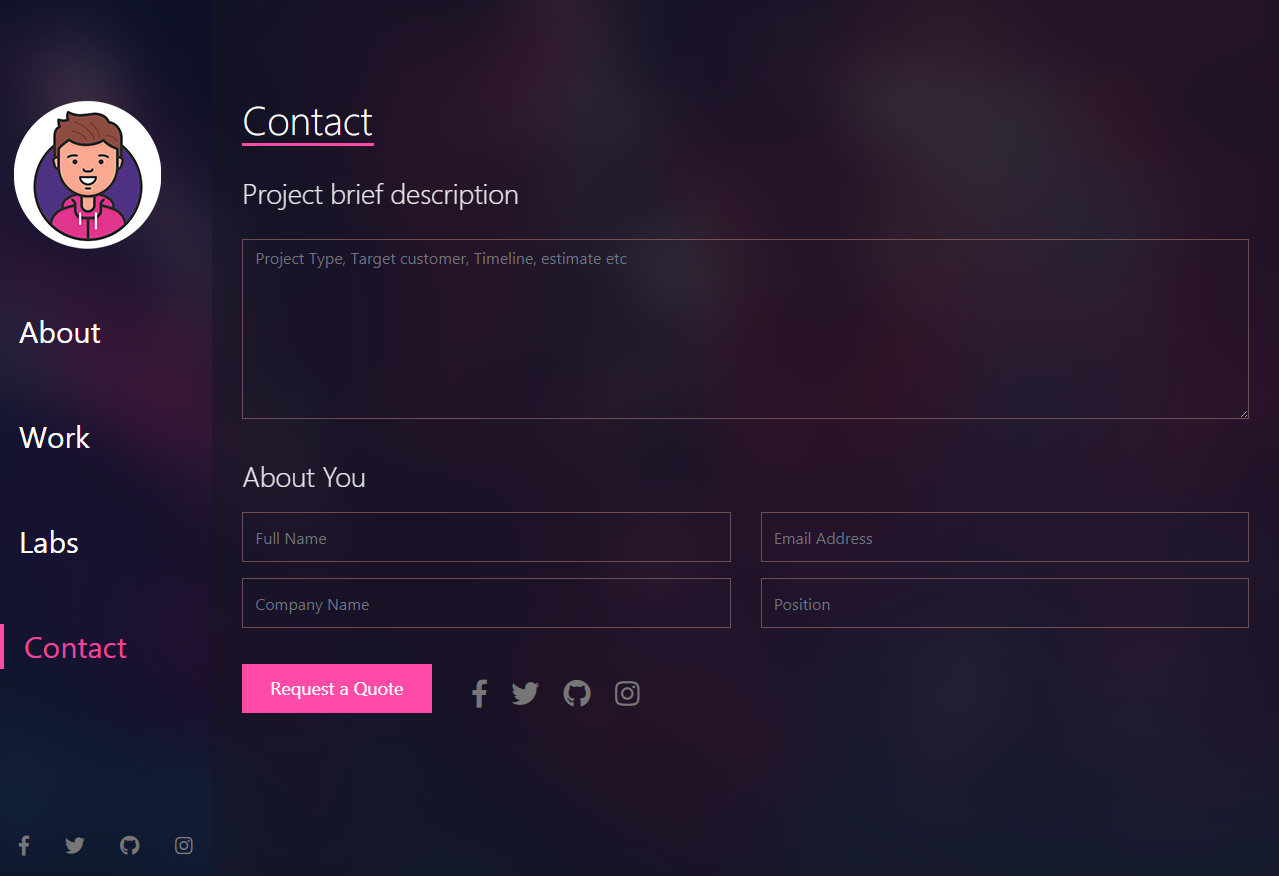 About
Work
Labs
Contact
Contact
Project brief description
Project Type, Target customer, Timeline, estimate etc
About You
Full Name
Email Address
Company Name
Position
Request a Quote